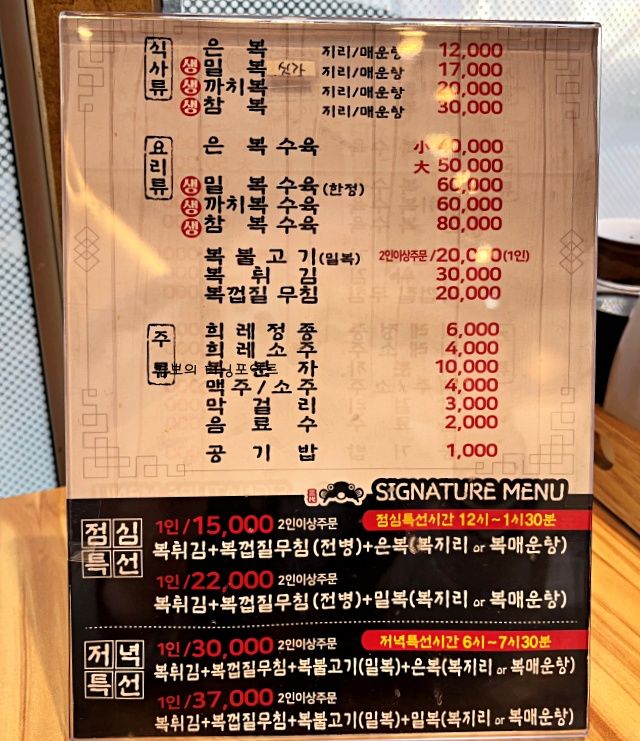 식사류
은 복 지리/매운탕 12,000
생 밀 복 싯가 지리/매운탕 17,000
생 까치복 지리/매운탕 20,000
생 참 복 지리/매운탕 30,000
요리류
은 복 수육 小 40,000
大 50,000
생 밀 복 수육(한정) 60,000
생 까치복 수육 60,000
생 참 복 수육 80,000
복 불고기(밀복) 2인이상주문/20,000(1인)
복 튀 김 30,000
복껍질 무침 20,000
주류
희 레 정 종 6,000
희 레 소 주 4,000
복 분 자 10,000
맥 주 / 소 주 4,000
막 걸 리 3,000
음 료 수 2,000
공 기 밥 1,000
SIGNATURE MENU
점심특선
1인/15,000 2인이상주문 점심특선시간 12시~1시30분
복튀김+복껍질무침(전병)+은복(복지리 or 복매운탕)
1인/22,000 2인이상주문
복튀김+복껍질무침(전병)+밀복(복지리 or 복매운탕)
저녁특선
1인/30,000 2인이상주문 저녁특선시간 6시~7시30분
복튀김+복껍질무침+복불고기(밀복)+은복(복지리 or 복매운탕)
1인/37,000 2인이상주문
복튀김+복껍질무침+복불고기(밀복)+밀복(복지리 or 복매운탕)